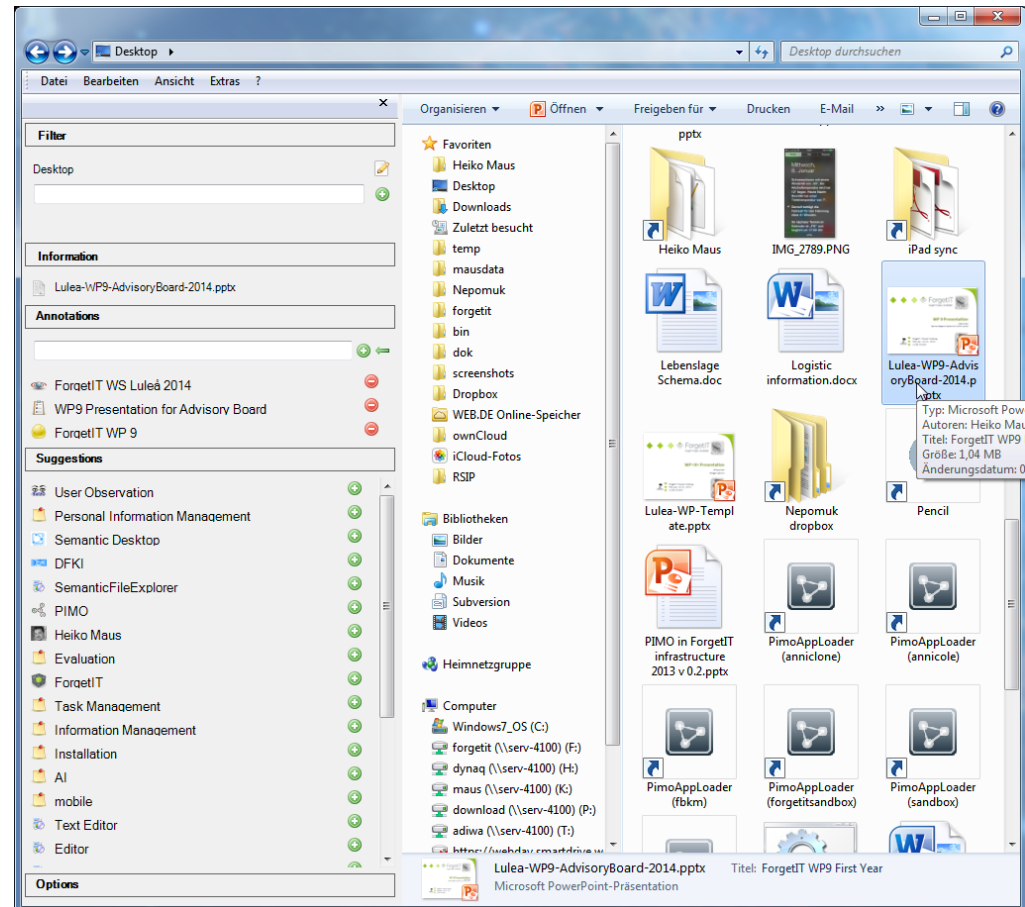 Desktop
Desktop durchsuchen
Datei Bearbeiten Ansicht Extras ?
Filter
Desktop
Information
Lulea-WP9-AdvisoryBoard-2014.pptx
Annotations
ForgetIT WS Luleå 2014
WP9 Presentation for Advisory Board
ForgetIT WP 9
Suggestions
User Observation
Personal Information Management
Semantic Desktop
DFKI
SemanticFileExplorer
PIMO
Heiko Maus
Evaluation
ForgetIT
Task Management
Information Management
Installation
AI
mobile
Text Editor
Editor
Options
Organisieren Öffnen Freigeben für Drucken E-Mail »
Favoriten
Heiko Maus
Desktop
Downloads
Zuletzt besucht
temp
mausdata
Nepomuk
forgetit
bin
dok
screenshots
Dropbox
WEB.DE Online-Speicher
ownCloud
iCloud-Fotos
RSIP
Bibliotheken
Bilder
Dokumente
Musik
Subversion
Videos
Heimnetzgruppe
Computer
Windows7_OS (C:)
forgetit (\\serv-4100) (F:)
dynaq (\\serv-4100) (H:)
maus (\\serv-4100) (K:)
download (\\serv-4100) (P:)
adiwa (\\serv-4100) (T:)
https://webdav.smartdrive.w
pptx
Heiko Maus
IMG_2789.PNG
iPad sync
Lebenslage
Schema.doc
Logistic
information.docx
Lulea-WP9-Advis
oryBoard-2014.p
ptx
Typ: Microsoft Pow
Autoren: Heiko Mau
Titel: ForgetIT WP9
Größe: 1,04 MB
Änderungsdatum: 0
Lulea-WP-Templ
ate.pptx
Nepomuk
dropbox
Pencil
PIMO in ForgetIT
infrastructure
2013 v 0.2.pptx
PimoAppLoader
(anniclone)
PimoAppLoader
(annicole)
PimoAppLoader
(fbkm)
PimoAppLoader
(forgetitsandbox)
PimoAppLoader
(sandbox)
Lulea-WP9-AdvisoryBoard-2014.pptx Titel: ForgetIT WP9 First Year
Microsoft PowerPoint-Präsentation